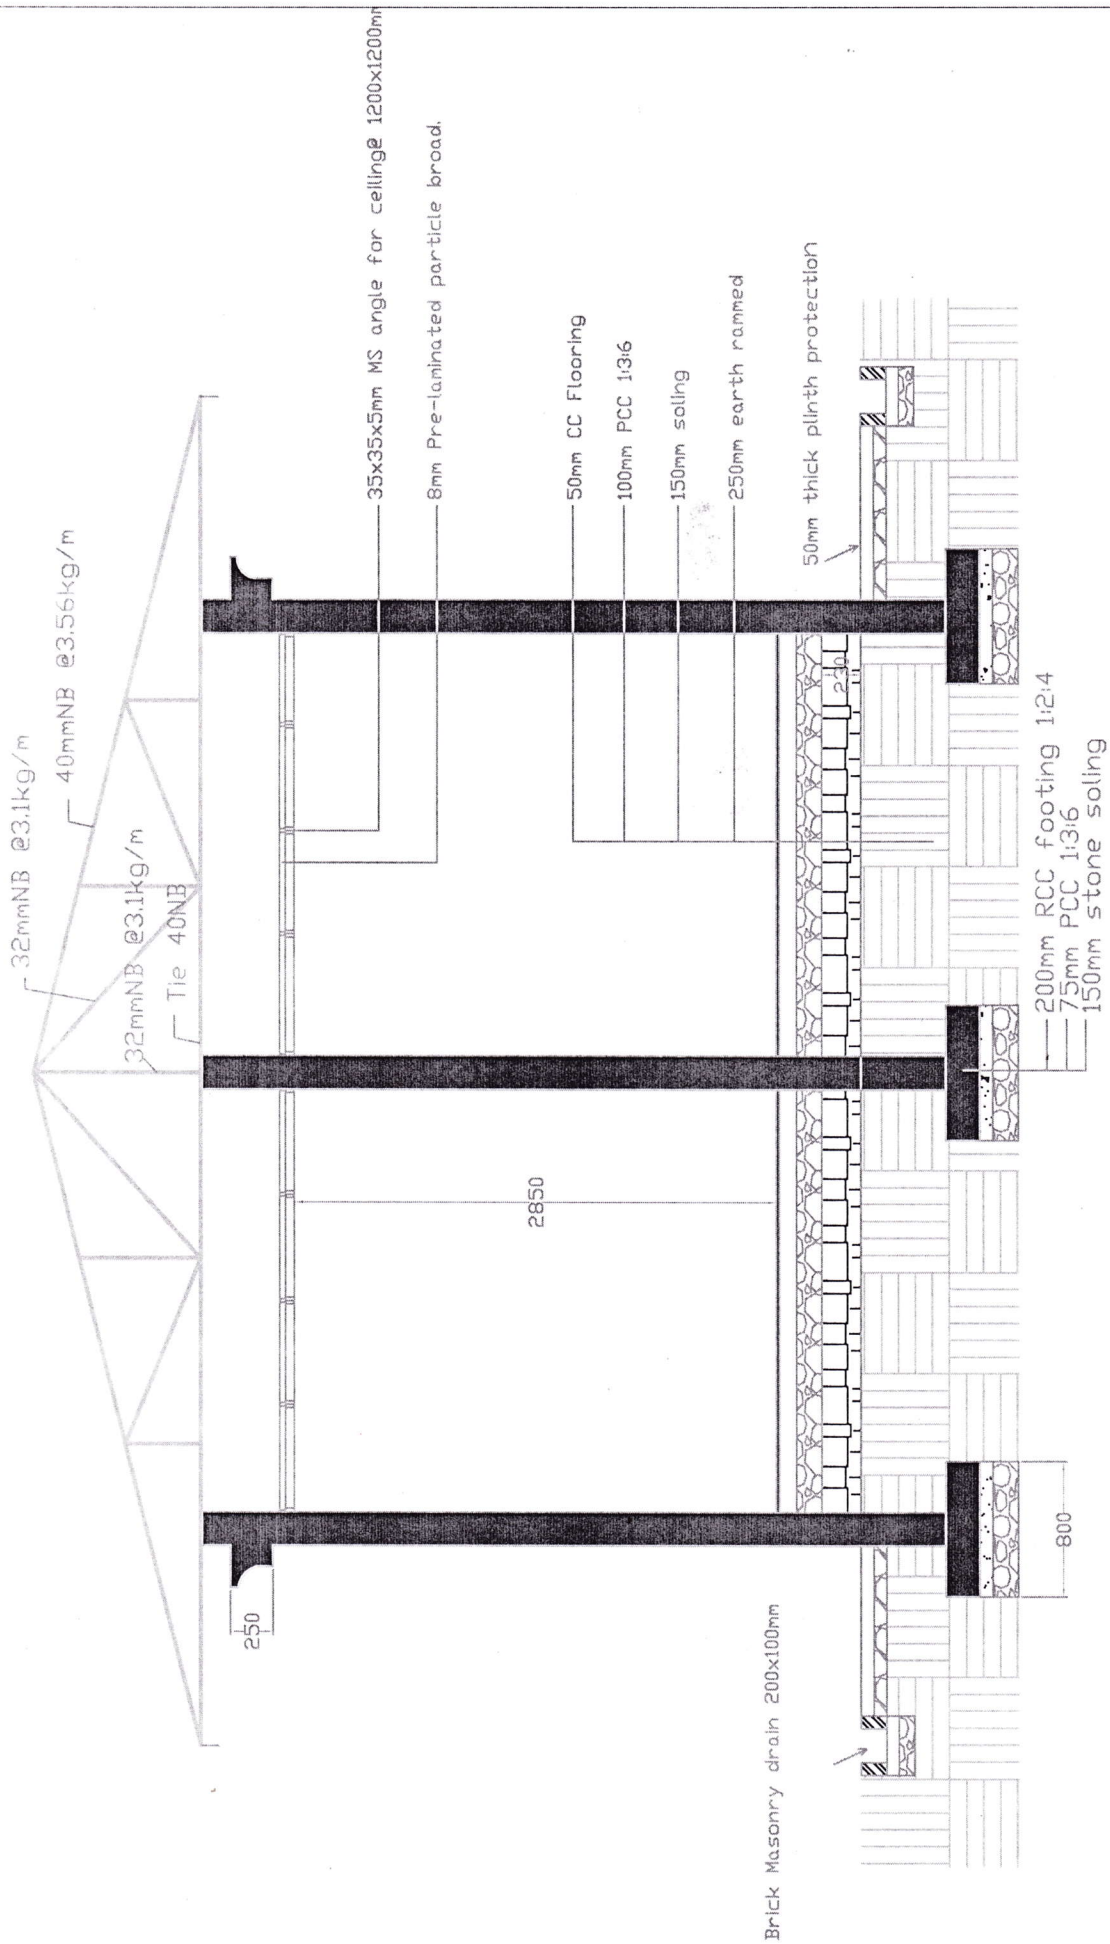 32mmNB @3.1kg/m
40mmNB @3.56kg/m
32mmNB @3.1kg/m
Tie 40NB
35x35x5mm MS angle for ceiling@ 1200x1200mm
8mm Pre-laminated particle broad.
250
2850
50mm CC Flooring
100mm PCC 1:3:6
150mm soling
250mm earth rammed
230
50mm thick plinth protection
Brick Masonry drain 200x100mm
800
200mm RCC footing 1:2:4
75mm PCC 1:3:6
150mm stone soling